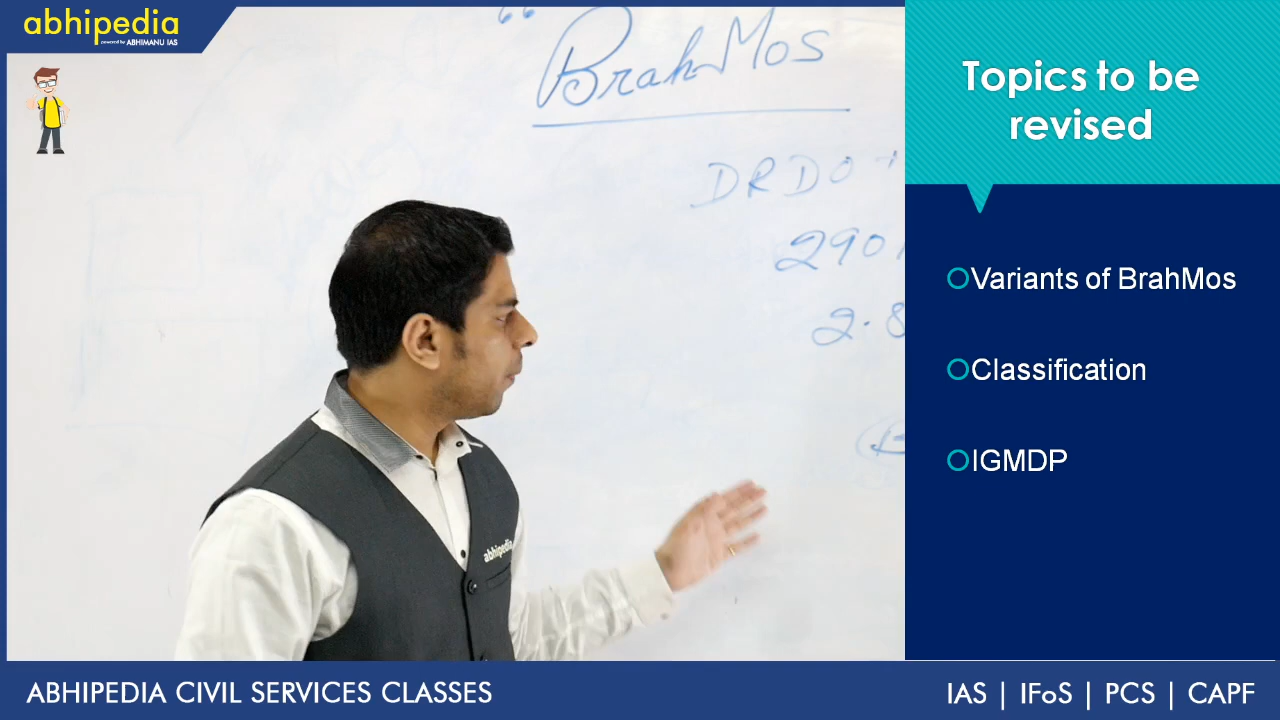 abhipedia
powered by ABHIMANU IAS
"BrahMos
DRDO +
290
2.8
abhipedia
Topics to be
revised
Variants of BrahMos
Classification
IGMDP
ABHIPEDIA CIVIL SERVICES CLASSES
IAS | IFoS | PCS | CAPF